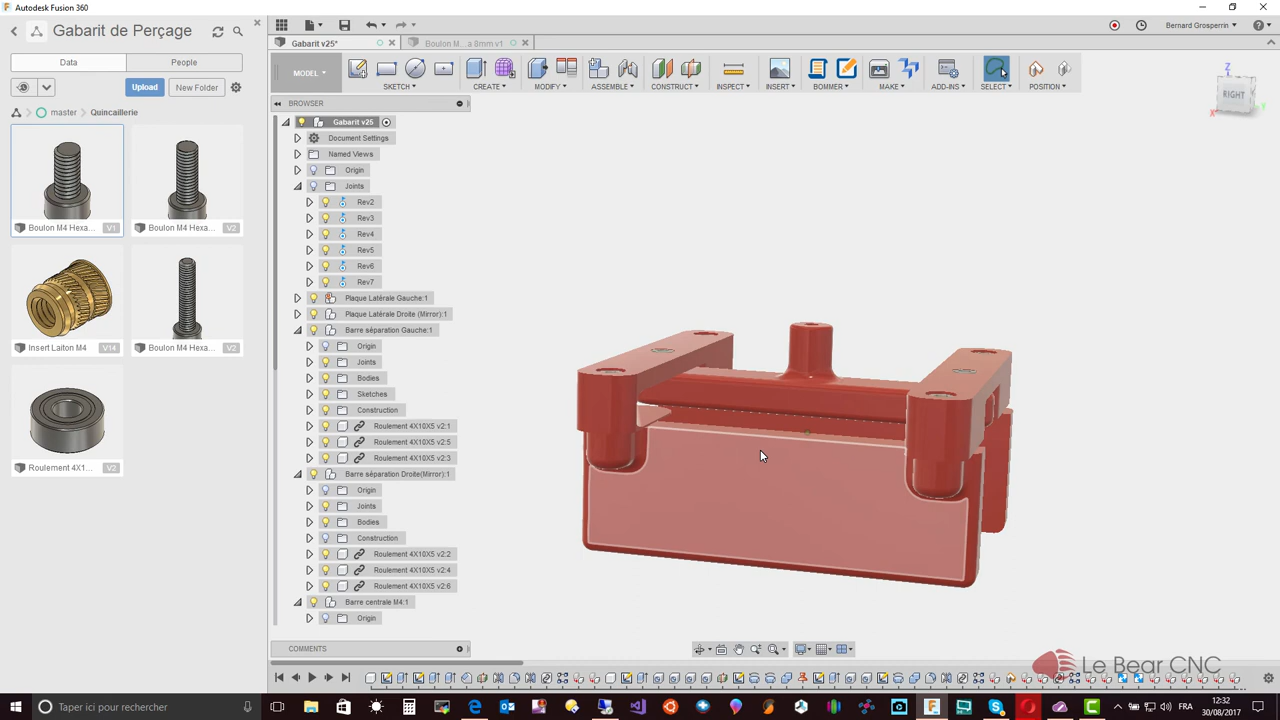 Autodesk Fusion 360
Gabarit de Perçage
Data
People
Upload
New Folder
master
Quincaillerie
Boulon M4 Hexa...
V1
Boulon M4 Hexa...
V2
Insert Laiton M4
V14
Boulon M4 Hexa...
V2
Roulement 4X1...
V2
Bernard Grosperrin
Gabarit v25*
Boulon M...a 8mm v1
MODEL
SKETCH
CREATE
MODIFY
ASSEMBLE
CONSTRUCT
INSPECT
INSERT
BOMMER
MAKE
ADD-INS
SELECT
POSITION
BROWSER
Gabarit v25
Document Settings
Named Views
Origin
Joints
Rev2
Rev3
Rev4
Rev5
Rev6
Rev7
Plaque Latérale Gauche:1
Plaque Latérale Droite (Mirror):1
Barre séparation Gauche:1
Origin
Joints
Bodies
Sketches
Construction
Roulement 4X10X5 v2:1
Roulement 4X10X5 v2:5
Roulement 4X10X5 v2:3
Barre séparation Droite(Mirror):1
Origin
Joints
Bodies
Construction
Roulement 4X10X5 v2:2
Roulement 4X10X5 v2:4
Roulement 4X10X5 v2:6
Barre centrale M4:1
Origin
COMMENTS
Z
RIGHT
X
Y
Le Bear CNC
Taper ici pour rechercher
FRA
12:32
30/08/2017